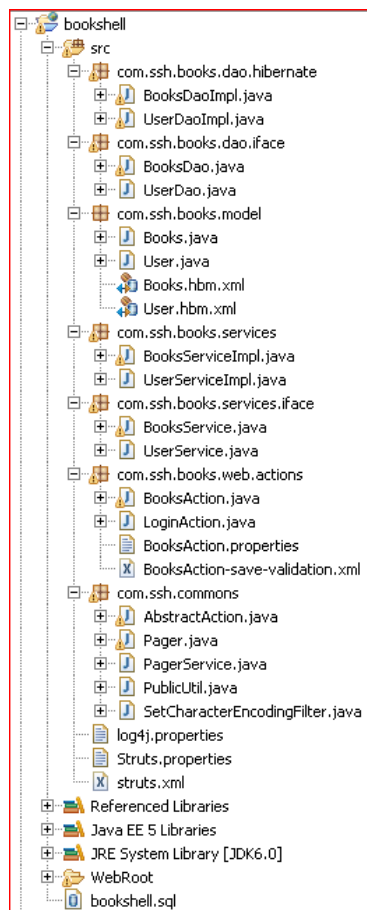 bookshell
src
com.ssh.books.dao.hibernate
BooksDaoImpl.java
UserDaoImpl.java
com.ssh.books.dao.iface
BooksDao.java
UserDao.java
com.ssh.books.model
Books.java
User.java
Books.hbm.xml
User.hbm.xml
com.ssh.books.services
BooksServiceImpl.java
UserServiceImpl.java
com.ssh.books.services.iface
BooksService.java
UserService.java
com.ssh.books.web.actions
BooksAction.java
LoginAction.java
BooksAction.properties
BooksAction-save-validation.xml
com.ssh.commons
AbstractAction.java
Pager.java
PagerService.java
PublicUtil.java
SetCharacterEncodingFilter.java
log4j.properties
Struts.properties
struts.xml
Referenced Libraries
Java EE 5 Libraries
JRE System Library [JDK6.0]
WebRoot
bookshell.sql